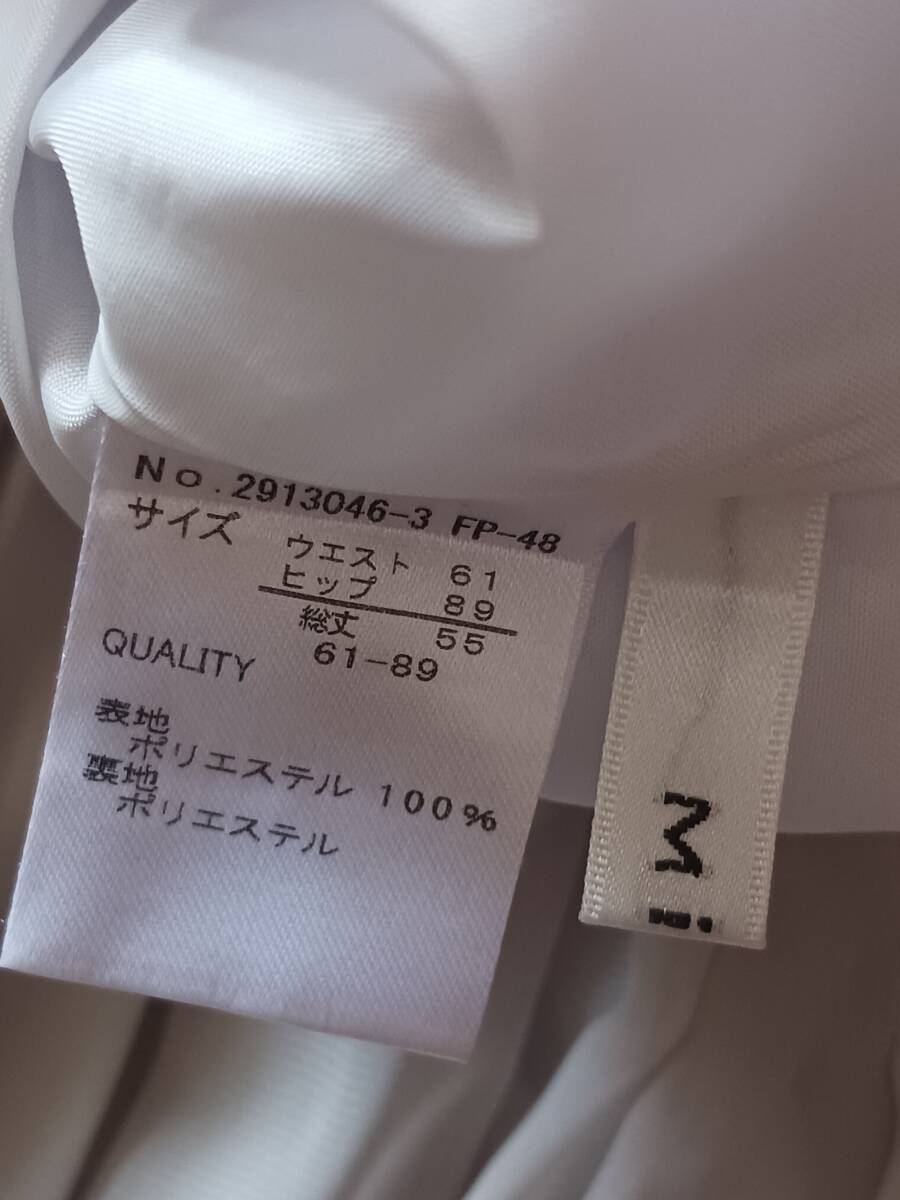 No.2913046-3 FP-48
サイズ
ウエスト 61
ヒップ 89
総丈 55
61-89
QUALITY
表地
ポリエステル 100%
裏地
ポリエステル
Mi